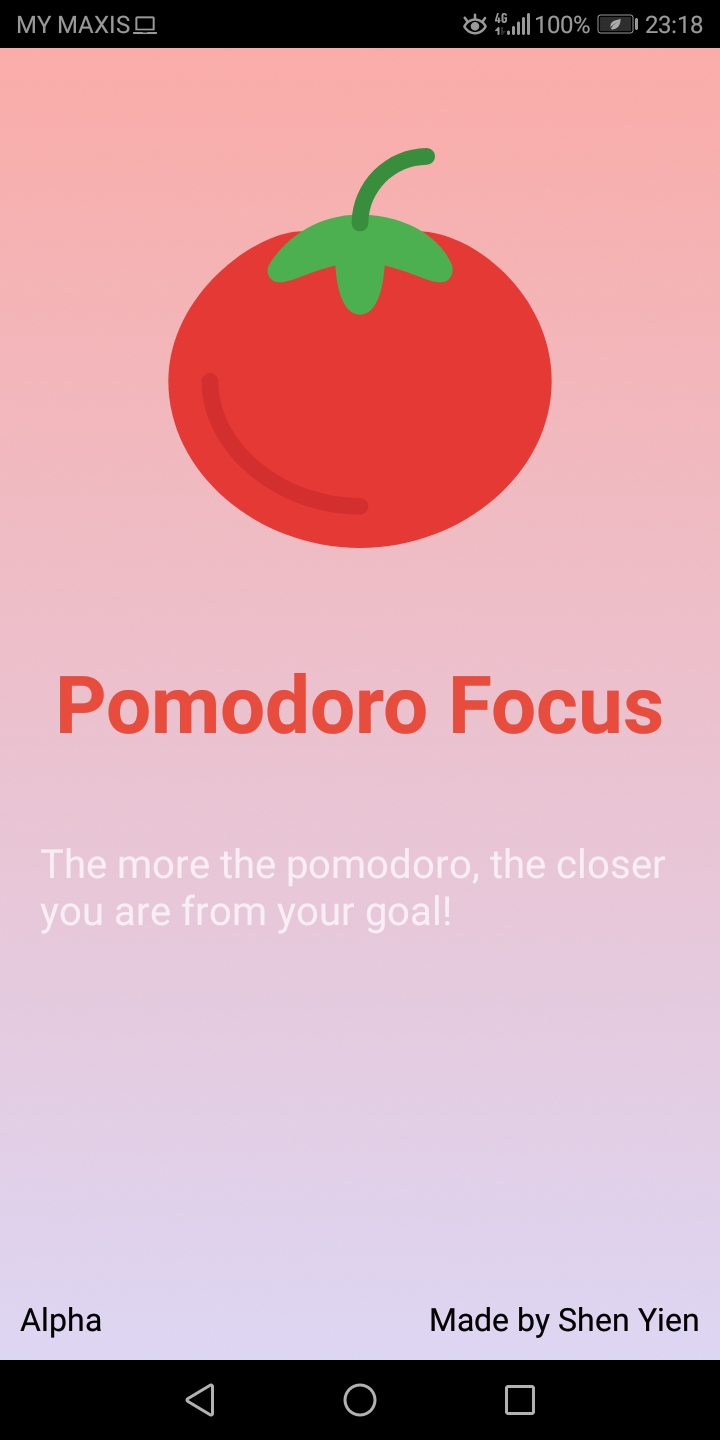 MY MAXIS 4G 100% 23:18
Pomodoro Focus
The more the pomodoro, the closer
you are from your goal!
Alpha Made by Shen Yien